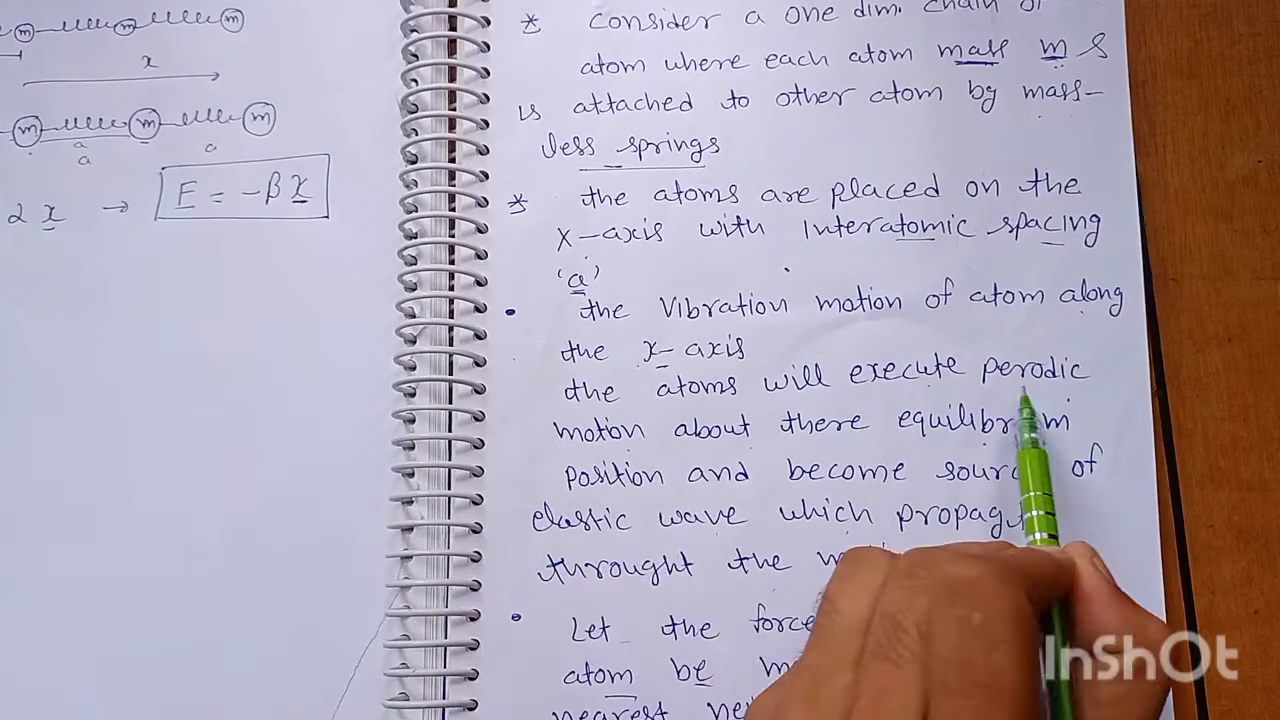 m m m
x
m m m
a a
a
α x → E = -β x
* Consider a one dim. chain of
atom where each atom mass m &
is attached to other atom by mass-
less springs
* the atoms are placed on the
X-axis with Interatomic spacing
'a'
• the Vibration motion of atom along
the x-axis
the atoms will execute perodic
motion about there equilibr m
position and become sourc of
elastic wave which propag
throught the
• Let the force
atom be
nearest
InShOt